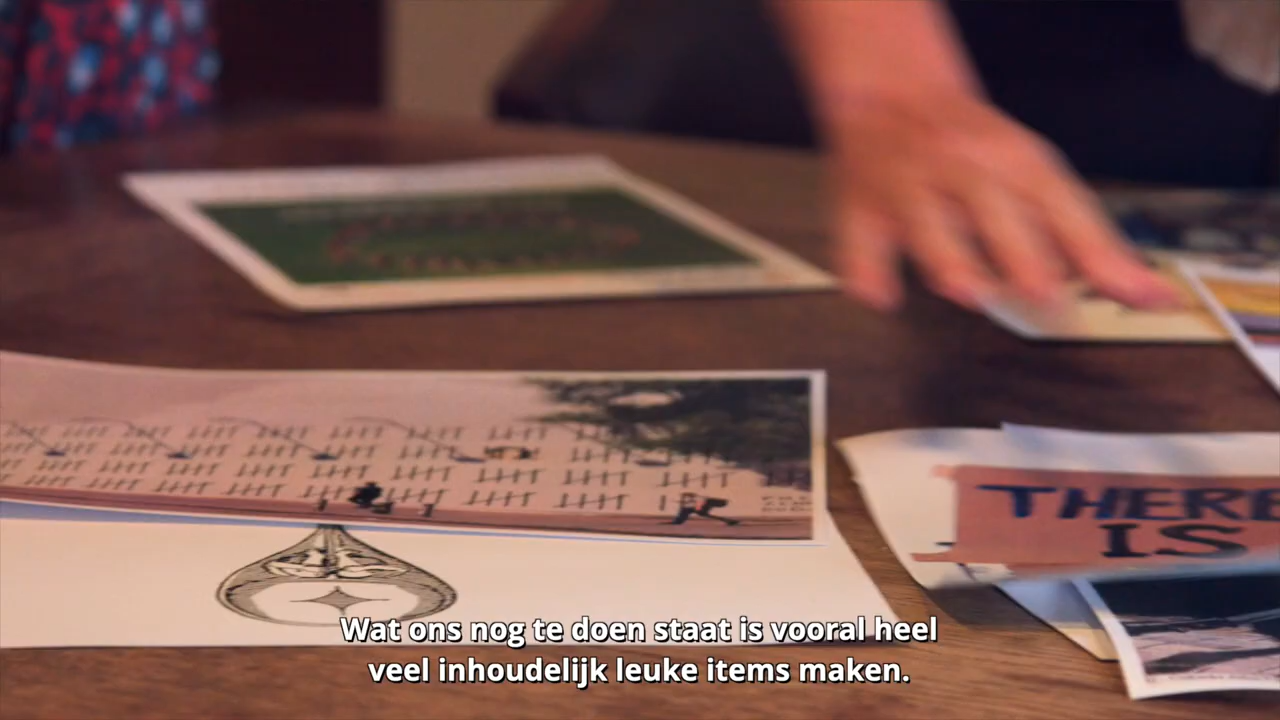 THERE
IS
Wat ons nog te doen staat is vooral heel
veel inhoudelijk leuke items maken.